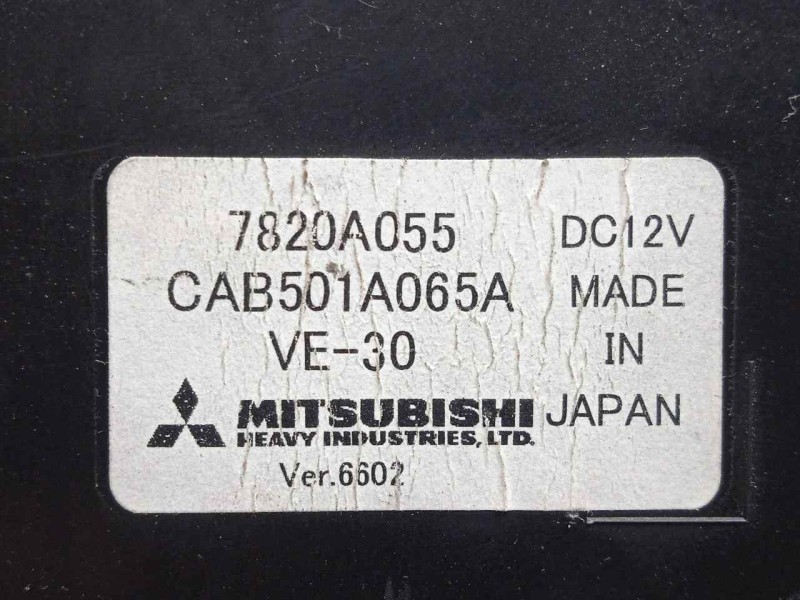 7820A055 DC12V
CAB501A065A MADE
VE-30 IN
MITSUBISHI JAPAN
HEAVY INDUSTRIES, LTD.
Ver.6602